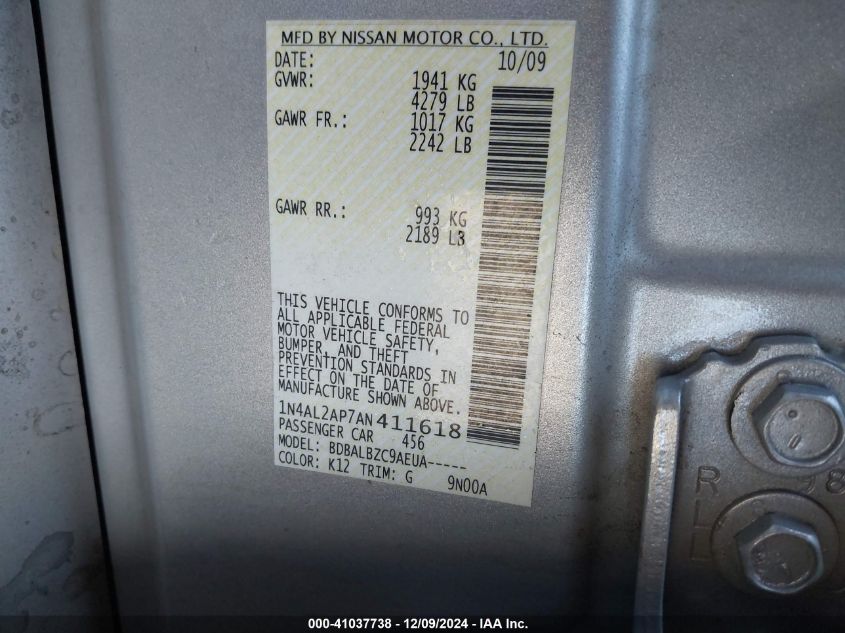 MFD BY NISSAN MOTOR CO., LTD.
DATE: 10/09
GVWR: 1941 KG
4279 LB
GAWR FR.: 1017 KG
2242 LB
GAWR RR.: 993 KG
2189 LB
THIS VEHICLE CONFORMS TO
ALL APPLICABLE FEDERAL
MOTOR VEHICLE SAFETY,
BUMPER, AND THEFT
PREVENTION STANDARDS IN
EFFECT ON THE DATE OF
MANUFACTURE SHOWN ABOVE.
1N4AL2AP7AN411618
PASSENGER CAR 456
MODEL: BDBALBZC9AEUA-----
COLOR: K12 TRIM: G 9N00A
000-41037738 - 12/09/2024 - IAA Inc.